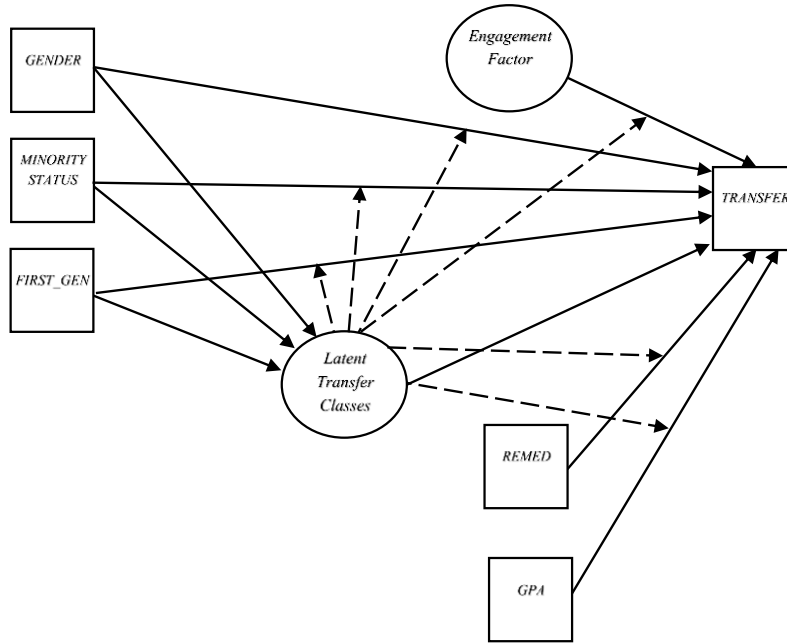 GENDER
Engagement
Factor
MINORITY
STATUS
TRANSFER
FIRST_GEN
Latent
Transfer
Classes
REMED
GPA